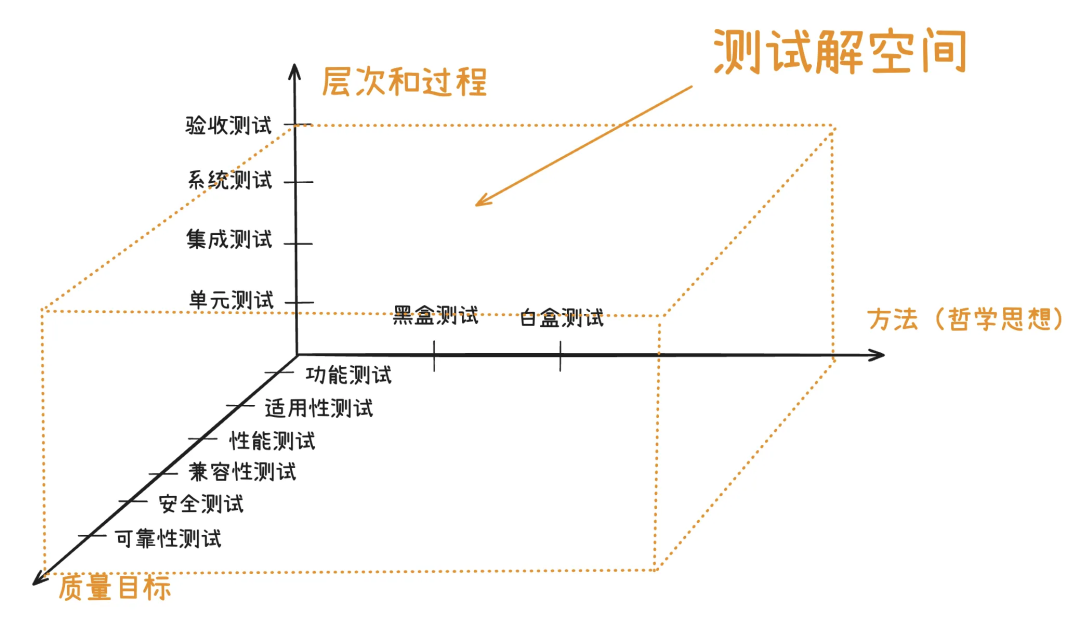 测试解空间
层次和过程
验收测试
系统测试
集成测试
单元测试
黑盒测试
白盒测试
方法（哲学思想）
功能测试
适用性测试
性能测试
兼容性测试
安全测试
可靠性测试
质量目标